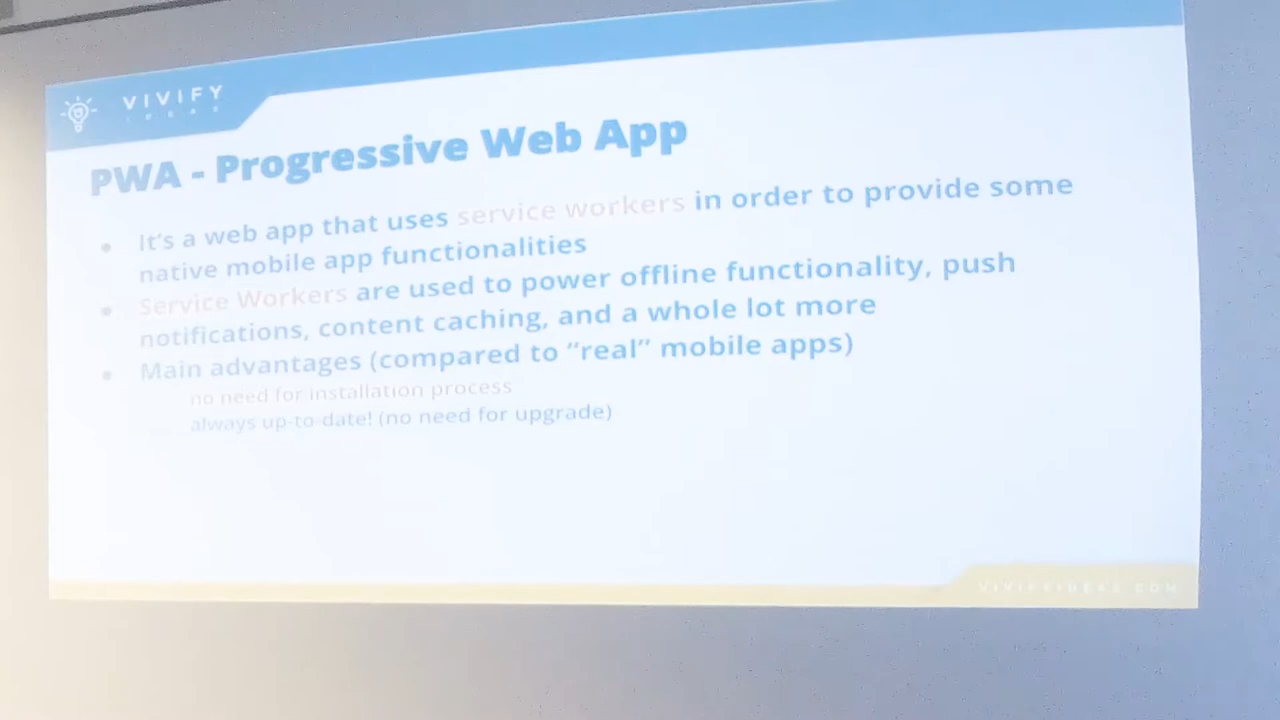 VIVIFY
IDEAS
PWA - Progressive Web App
• It’s a web app that uses service workers in order to provide some
native mobile app functionalities
• Service Workers are used to power offline functionality, push
notifications, content caching, and a whole lot more
• Main advantages (compared to “real” mobile apps)
no need for installation process
always up-to-date! (no need for upgrade)
VIVIFYIDEAS.COM